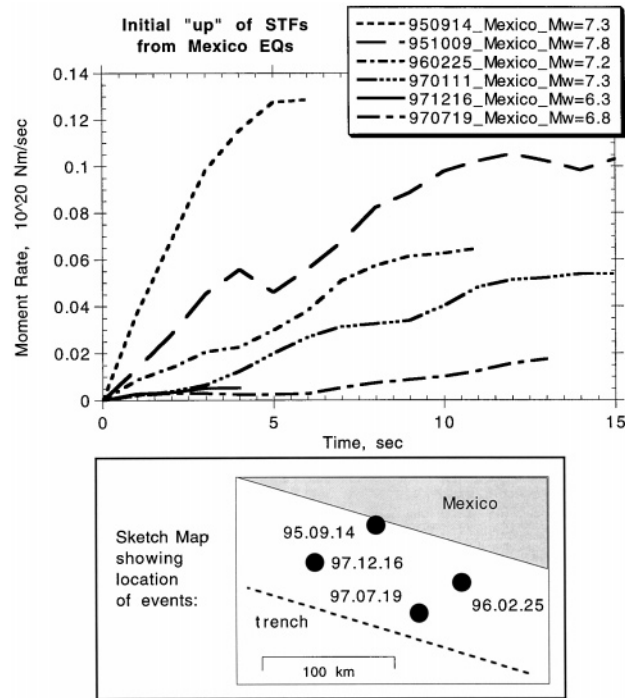 Initial "up" of STFs
from Mexico EQs
950914_Mexico_Mw=7.3
951009_Mexico_Mw=7.8
960225_Mexico_Mw=7.2
970111_Mexico_Mw=7.3
971216_Mexico_Mw=6.3
970719_Mexico_Mw=6.8
Moment Rate, 10^20 Nm/sec
0.14
0.12
0.1
0.08
0.06
0.04
0.02
0
0
5
10
15
Time, sec
Sketch Map
showing
location
of events:
Mexico
95.09.14
97.12.16
97.07.19
96.02.25
trench
100 km